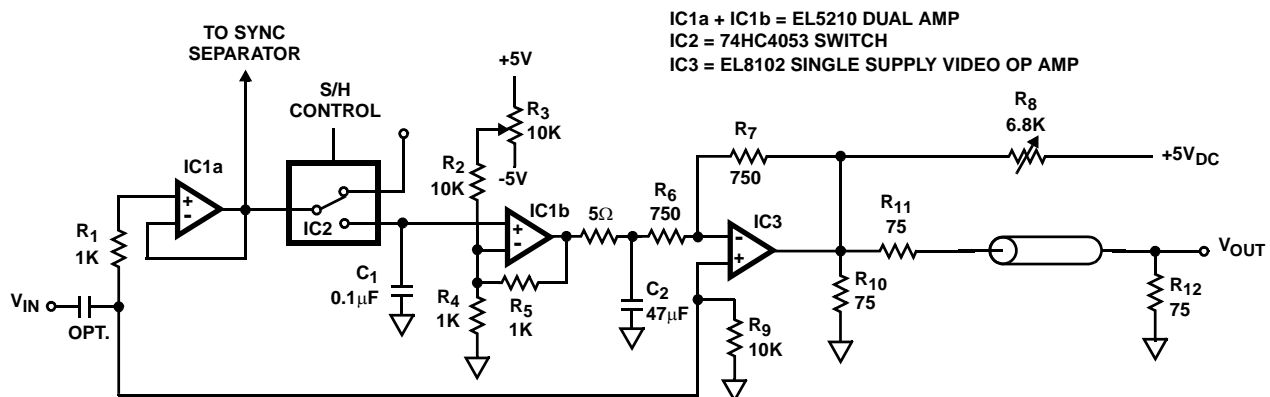 IC1a + IC1b = EL5210 DUAL AMP
IC2 = 74HC4053 SWITCH
IC3 = EL8102 SINGLE SUPPLY VIDEO OP AMP
TO SYNC
SEPARATOR
S/H
CONTROL
+5V
R3
10K
-5V
R2
10K
IC1a
IC2
IC1b
R1
1K
VIN
OPT.
C1
0.1μF
R4
1K
R5
1K
5Ω
R6
750
C2
47μF
R7
750
IC3
R8
6.8K
+5VDC
R9
10K
R10
75
R11
75
R12
75
VOUT
+
-
+
-
-
+